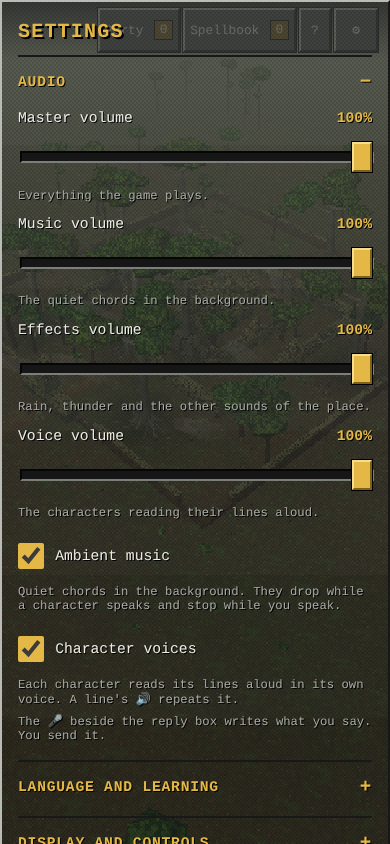 SETTINGS
rty 0 Spellbook 0 ? ⚙
AUDIO −
Master volume 100%
Everything the game plays.
Music volume 100%
The quiet chords in the background.
Effects volume 100%
Rain, thunder and the other sounds of the place.
Voice volume 100%
The characters reading their lines aloud.
Ambient music
Quiet chords in the background. They drop while
a character speaks and stop while you speak.
Character voices
Each character reads its lines aloud in its own
voice. A line's 🔊 repeats it.
The 🎤 beside the reply box writes what you say.
You send it.
LANGUAGE AND LEARNING +
DISPLAY AND CONTROLS +